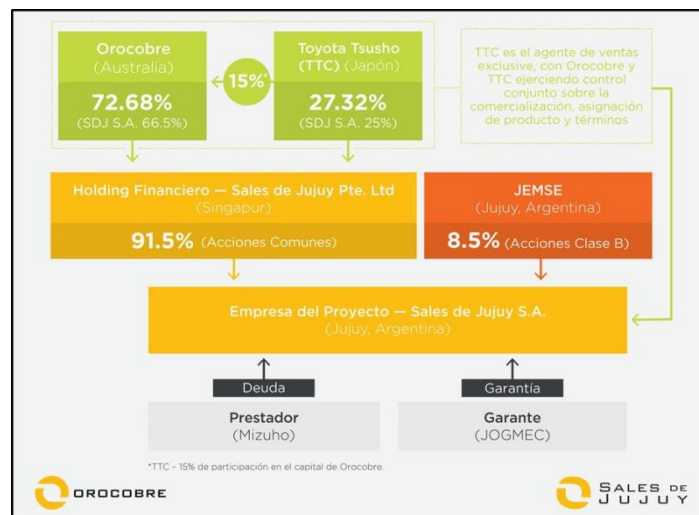 Orocobre
(Australia)
72.68%
(SDJ S.A. 66.5%)
15%*
Toyota Tsusho
(TTC) (Japón)
27.32%
(SDJ S.A. 25%)
TTC es el agente de ventas
exclusive, con Orocobre y
TTC ejerciendo control
conjunto sobre la
comercialización, asignación
de producto y términos
Holding Financiero — Sales de Jujuy Pte. Ltd
(Singapur)
91.5% (Acciones Comunes)
JEMSE
(Jujuy, Argentina)
8.5% (Acciones Clase B)
Empresa del Proyecto — Sales de Jujuy S.A.
(Jujuy, Argentina)
Deuda
Prestador
(Mizuho)
Garantía
Garante
(JOGMEC)
*TTC – 15% de participación en el capital de Orocobre.
OROCOBRE
SALES DE
JUJUY